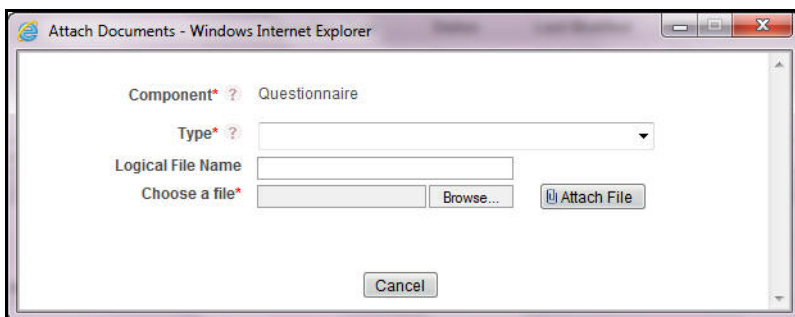 Attach Documents - Windows Internet Explorer
Component* ? Questionnaire
Type* ?
Logical File Name
Choose a file* Browse... Attach File
Cancel